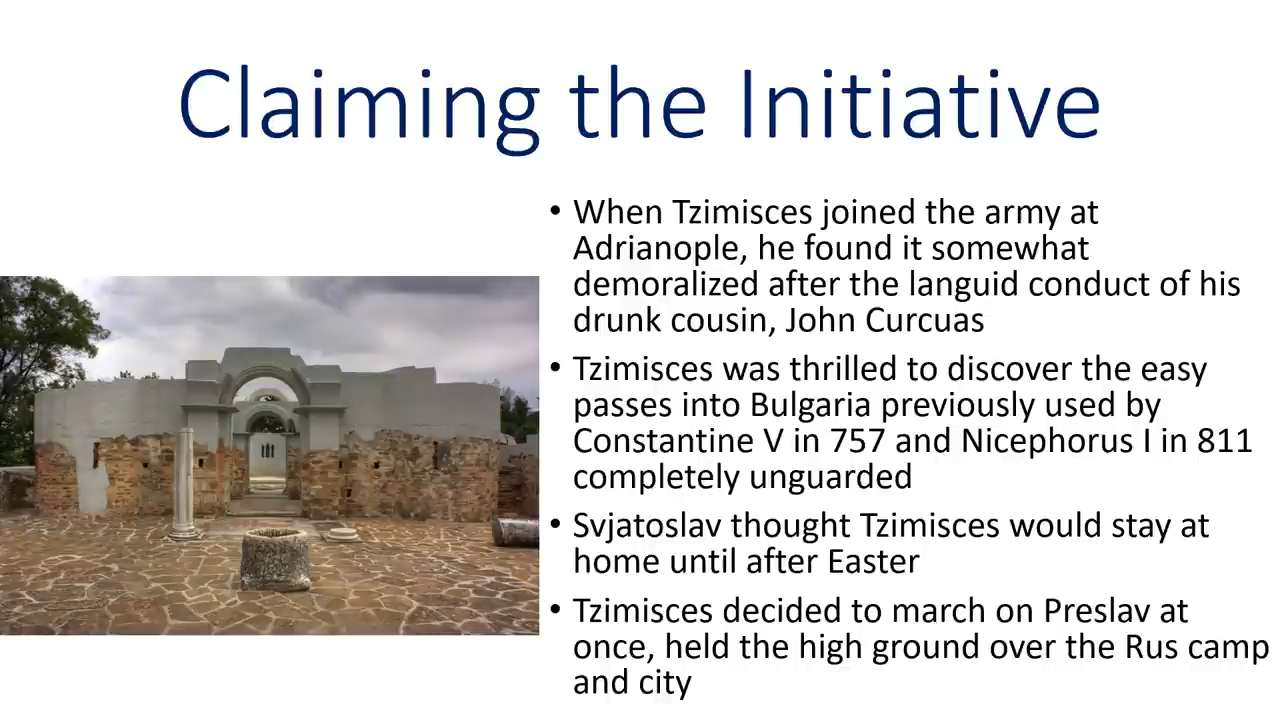 Claiming the Initiative
• When Tzimisces joined the army at
Adrianople, he found it somewhat
demoralized after the languid conduct of his
drunk cousin, John Curcuas
• Tzimisces was thrilled to discover the easy
passes into Bulgaria previously used by
Constantine V in 757 and Nicephorus I in 811
completely unguarded
• Svjatoslav thought Tzimisces would stay at
home until after Easter
• Tzimisces decided to march on Preslav at
once, held the high ground over the Rus camp
and city